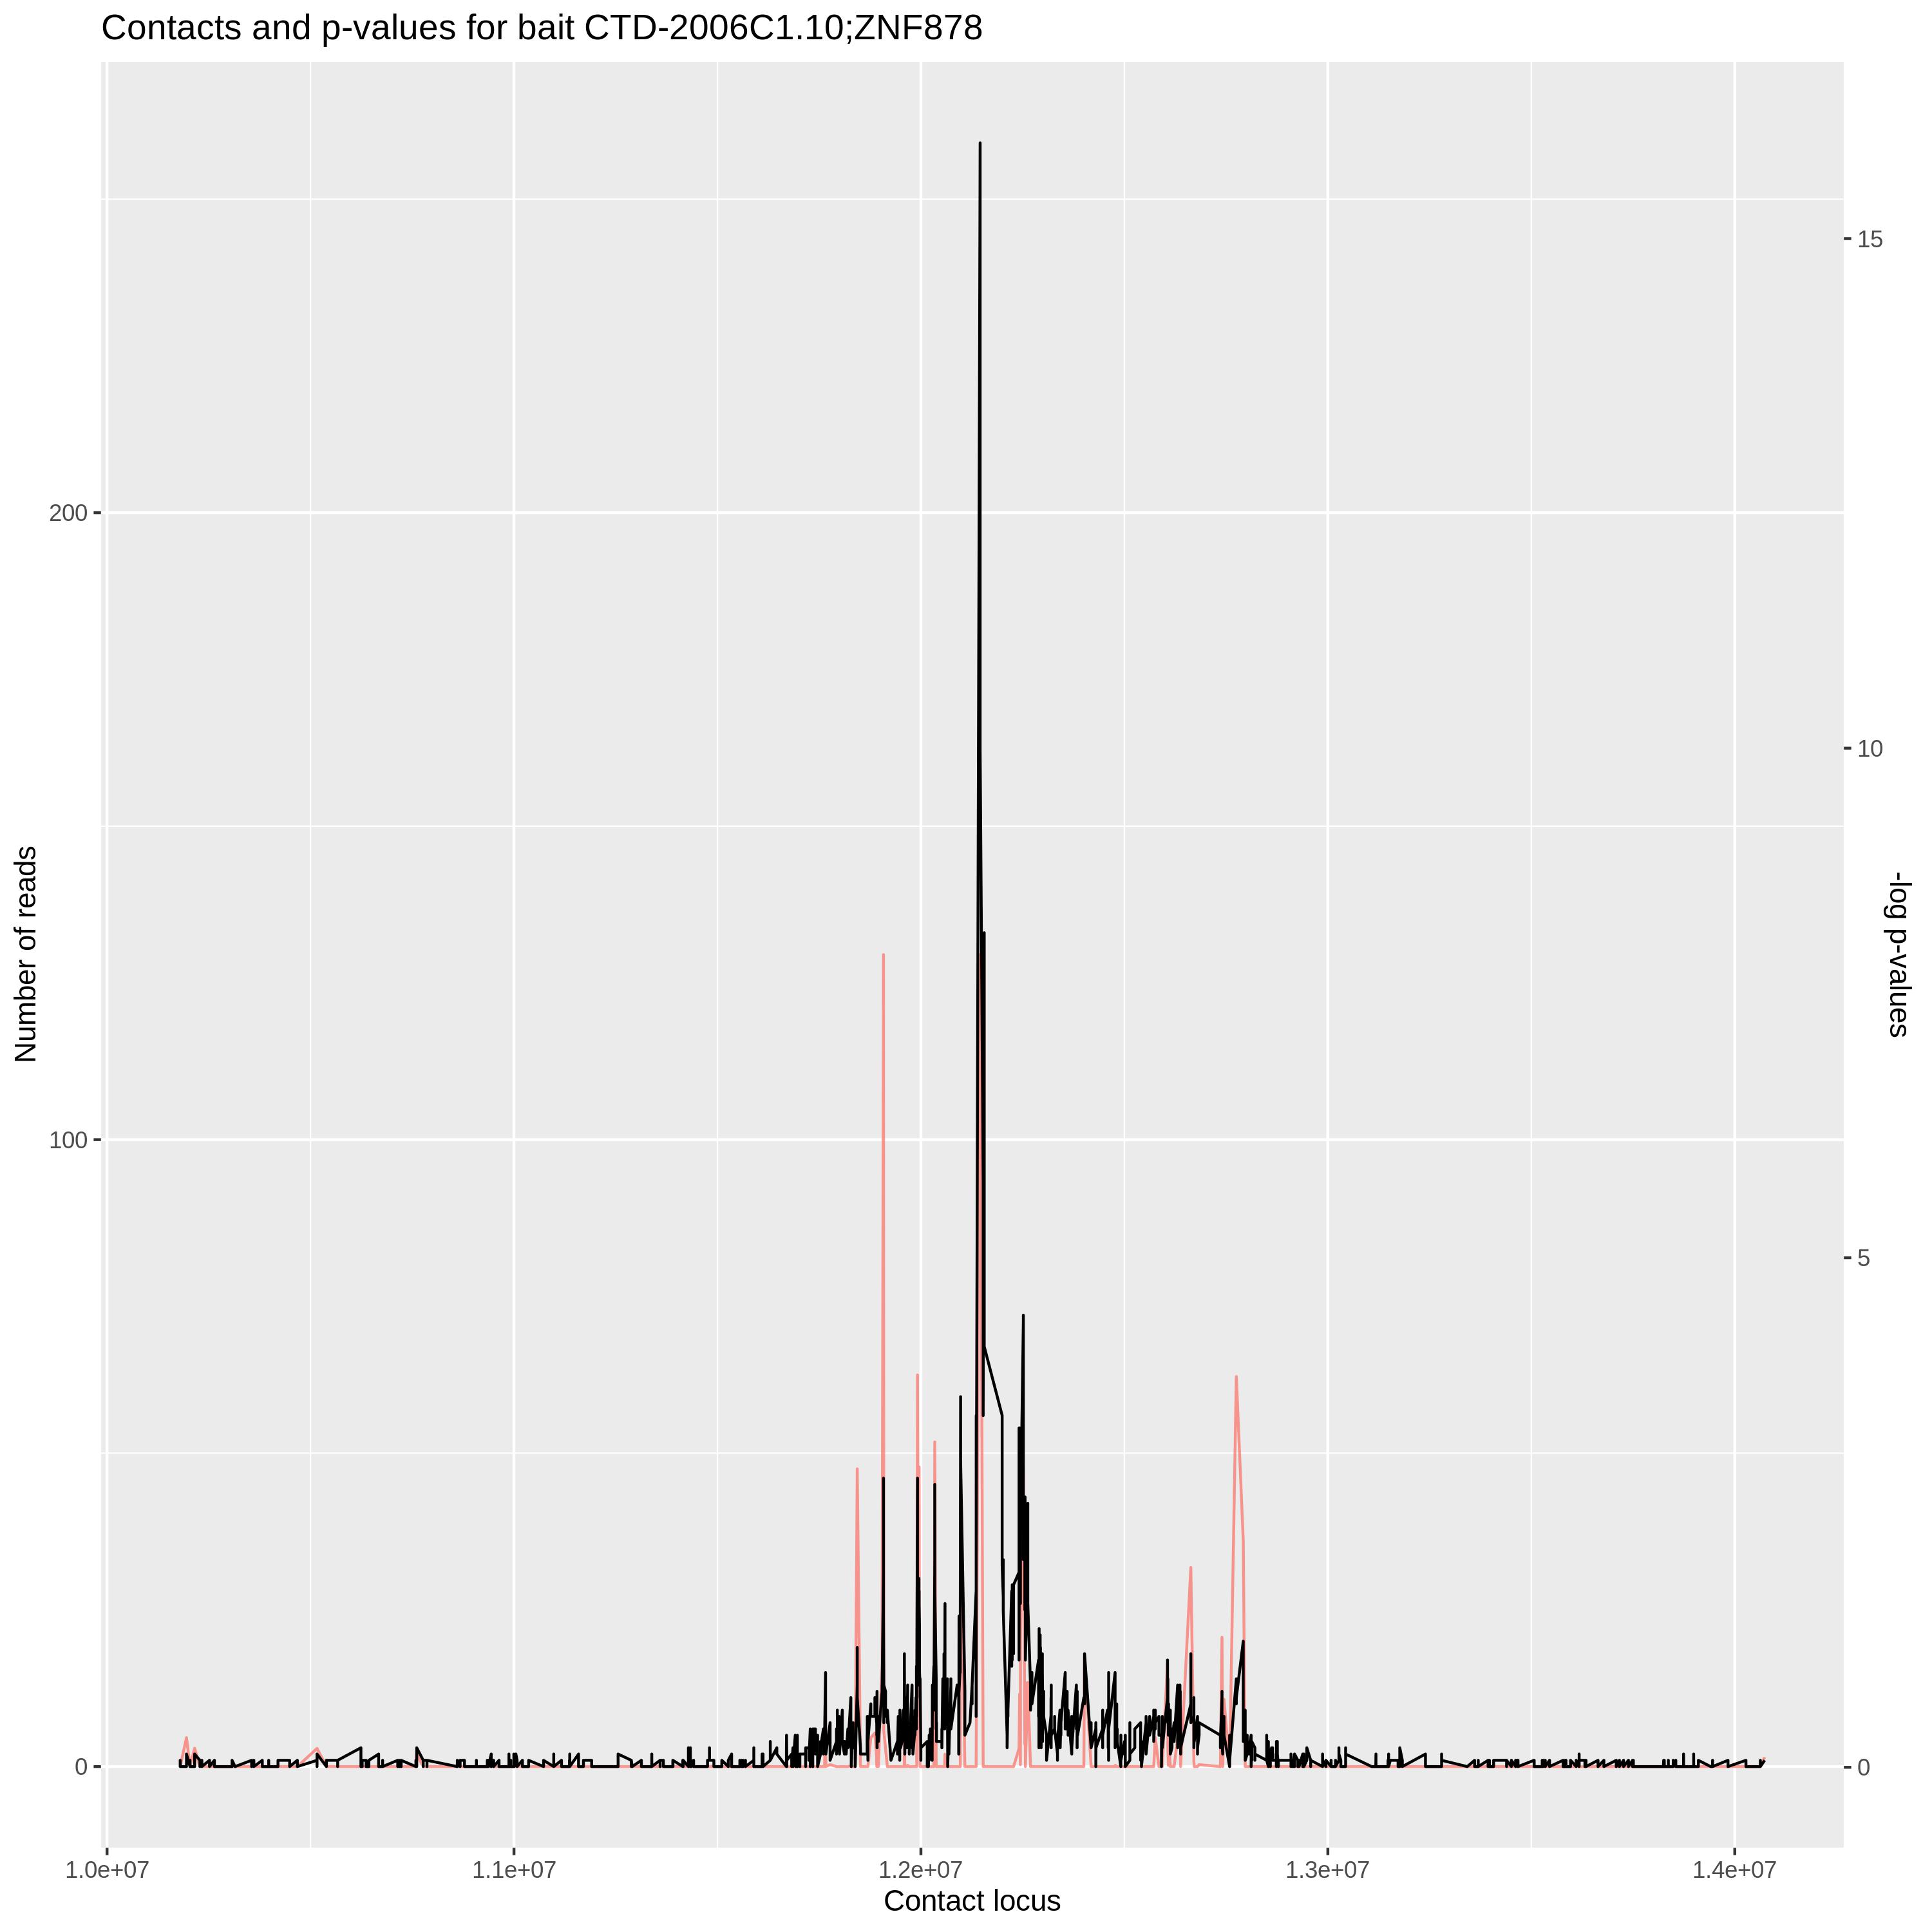 Contacts and p-values for bait CTD-2006C1.10;ZNF878
Number of reads
200
100
0
15
10
5
0
-log p-values
1.0e+07 1.1e+07 1.2e+07 1.3e+07 1.4e+07
Contact locus